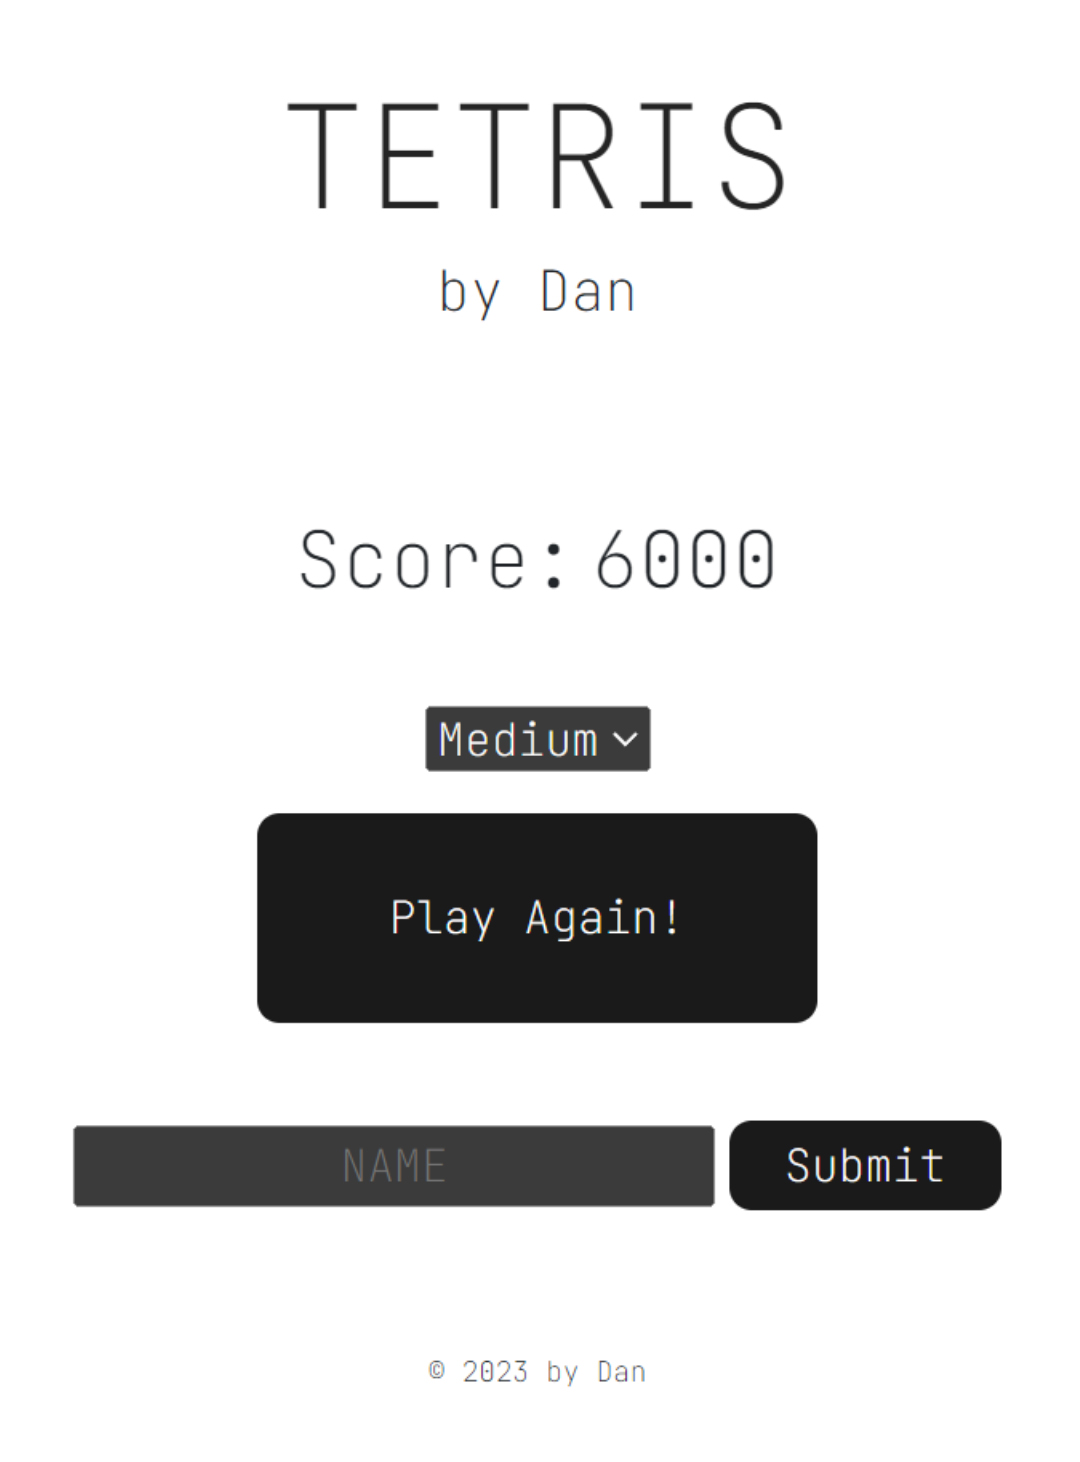 TETRIS
by Dan
Score: 6000
Medium
Play Again!
NAME
Submit
© 2023 by Dan